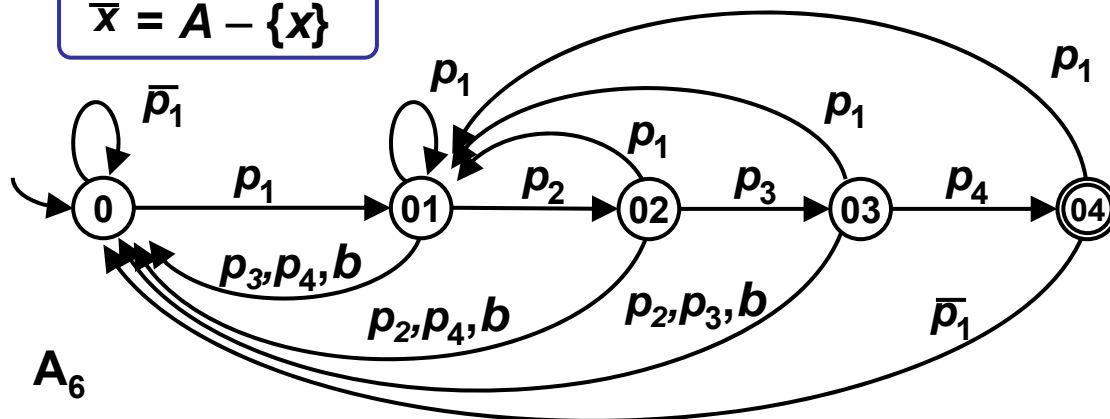 x̅ = A – {x}
p₁
p₁
p̅₁
p₁
p₁
p₁
p₂
p₃
p₄
0
01
02
03
04
p₃,p₄,b
p₂,p₄,b
p₂,p₃,b
p̅₁
A₆